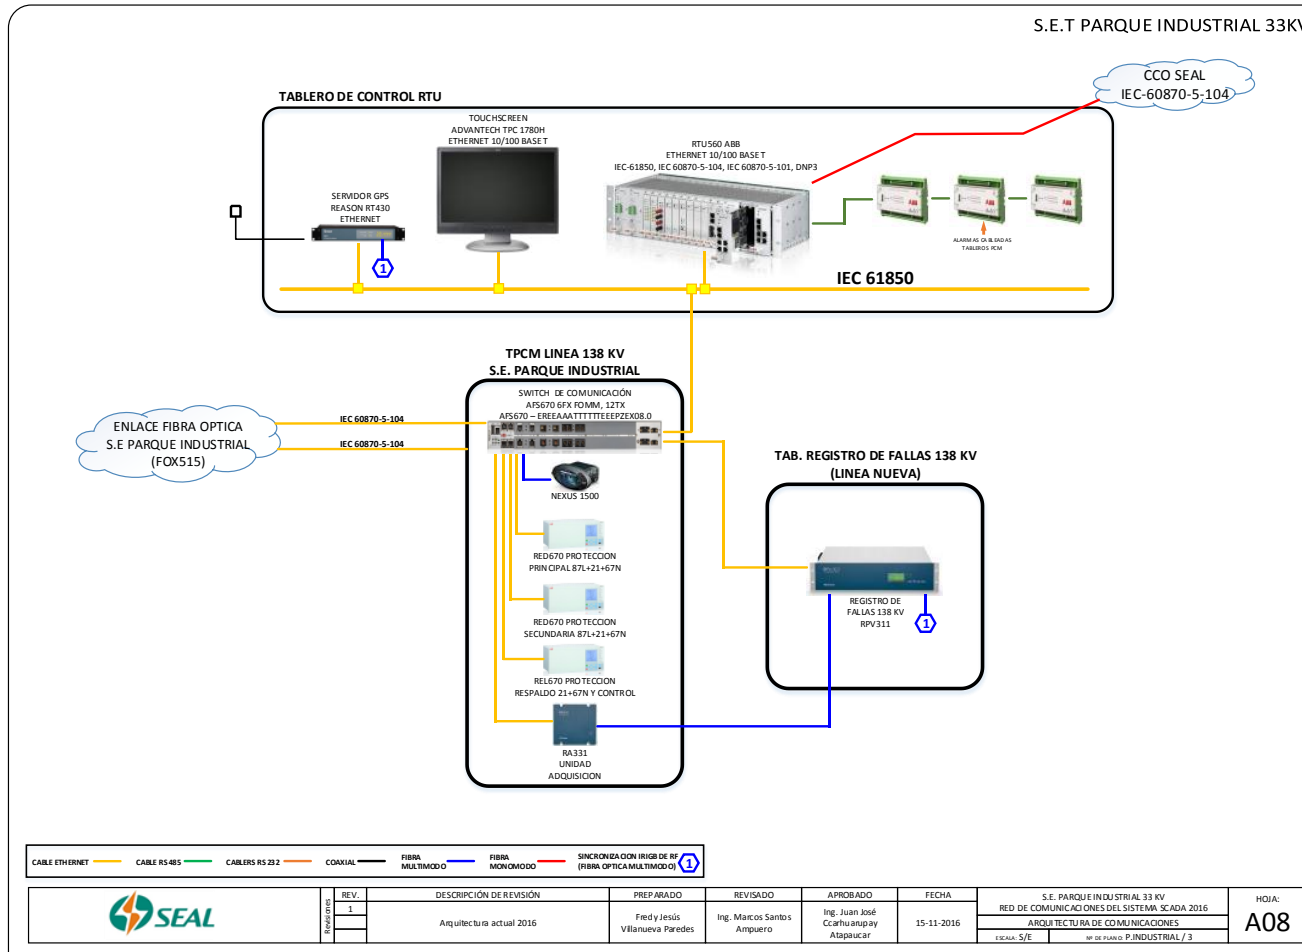 S.E.T PARQUE INDUSTRIAL 33KV
CCO SEAL
IEC-60870-5-104
TABLERO DE CONTROL RTU
TOUCHSCREEN
ADVANTECH TPC 1780H
ETHERNET 10/100 BASE T
RTU560 ABB
ETHERNET 10/100 BASE T
IEC-61850, IEC 60870-5-104, IEC 60870-5-101, DNP3
SERVIDOR GPS
REASON RT430
ETHERNET
1
ALARMAS CABLEADAS
TABLEROS PCM
IEC 61850
TPCM LINEA 138 KV
S.E. PARQUE INDUSTRIAL
SWITCH DE COMUNICACIÓN
AFS670 6FX FOMM, 12TX
AFS670 – EREEAAATTTTTTEEEPZEX08.0
ENLACE FIBRA OPTICA
S.E PARQUE INDUSTRIAL
(FOX515)
IEC 60870-5-104
IEC 60870-5-104
NEXUS 1500
RED670 PROTECCION
PRINCIPAL 87L+21+67N
RED670 PROTECCION
SECUNDARIA 87L+21+67N
REL670 PROTECCION
RESPALDO 21+67N Y CONTROL
RA331
UNIDAD
ADQUISICION
TAB. REGISTRO DE FALLAS 138 KV
(LINEA NUEVA)
REGISTRO DE
FALLAS 138 KV
RPV311
1
CABLE ETHERNET
CABLE RS 485
CABLERS RS 232
COAXIAL
FIBRA
MULTIMODO
FIBRA
MONOMODO
SINCRONIZACION IRIGB DE RF
(FIBRA OPTICA MULTIMODO)
1
SEAL
Revisiones
REV.
DESCRIPCIÓN DE REVISIÓN
PREPARADO
REVISADO
APROBADO
FECHA
1
Arquitectura actual 2016
Fredy Jesús
Villanueva Paredes
Ing. Marcos Santos
Ampuero
Ing. Juan José
Ccarhuarupay
Atapaucar
15-11-2016
S.E. PARQUE INDUSTRIAL 33 KV
RED DE COMUNICACIONES DEL SISTEMA SCADA 2016
ARQUITECTURA DE COMUNICACIONES
ESCALA: S/E
Nº DE PLANO: P.INDUSTRIAL / 3
HOJA:
A08